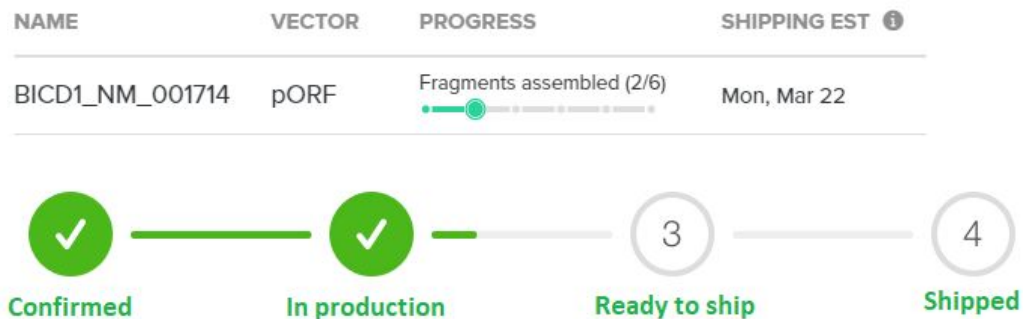 NAME VECTOR PROGRESS SHIPPING EST i
BICD1_NM_001714 pORF Fragments assembled (2/6) Mon, Mar 22
3 4
Confirmed In production Ready to ship Shipped